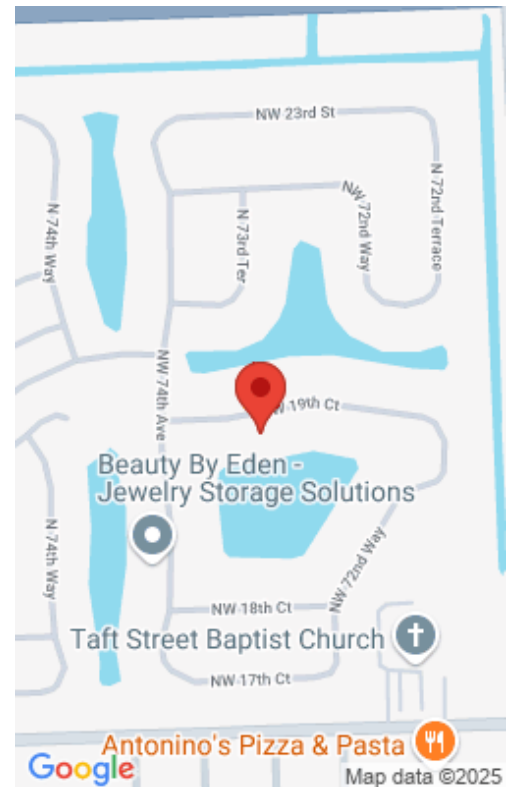 NW 23rd St
N 74th Way
N 73rd Ter
NW 72nd Way
N 72nd Terrace
NW 74th Ave
W 19th Ct
Beauty By Eden -
Jewelry Storage Solutions
N 74th Way
NW 72nd Way
NW 18th Ct
Taft Street Baptist Church
NW 17th Ct
Antonino's Pizza & Pasta
Google
Map data ©2025